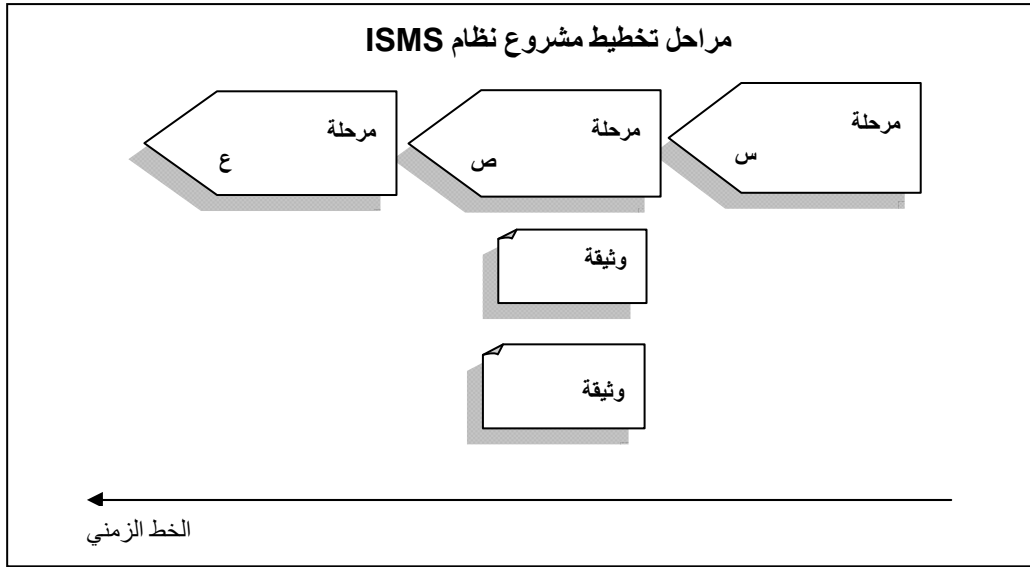 مراحل تخطيط مشروع نظام ISMS
مرحلة
س
مرحلة
ص
مرحلة
ع
وثيقة
وثيقة
الخط الزمني